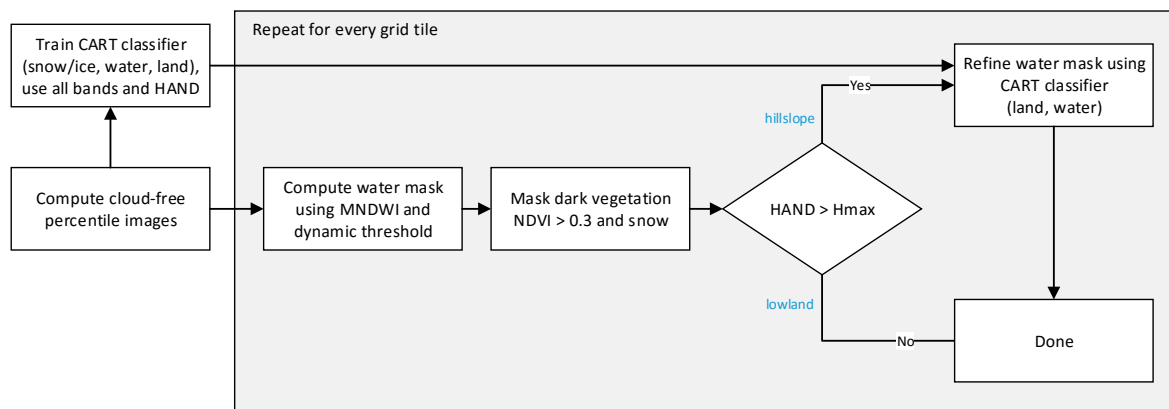 Repeat for every grid tile
Train CART classifier
(snow/ice, water, land),
use all bands and HAND
Refine water mask using
CART classifier
(land, water)
Yes
hillslope
Compute cloud-free
percentile images
Compute water mask
using MNDWI and
dynamic threshold
Mask dark vegetation
NDVI > 0.3 and snow
HAND > Hmax
lowland
No
Done